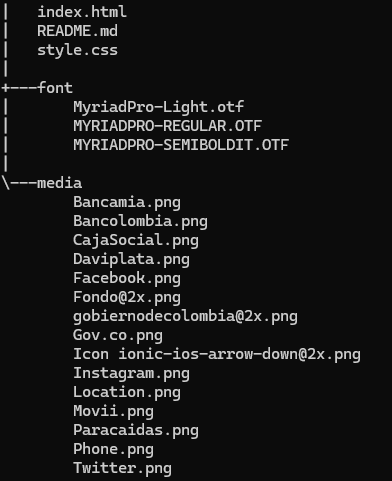 |   index.html
|   README.md
|   style.css
|
+---font
|       MyriadPro-Light.otf
|       MYRIADPRO-REGULAR.OTF
|       MYRIADPRO-SEMIBOLDIT.OTF
|
\---media
        Bancamia.png
        Bancolombia.png
        CajaSocial.png
        Daviplata.png
        Facebook.png
        Fondo@2x.png
        gobiernodecolombia@2x.png
        Gov.co.png
        Icon ionic-ios-arrow-down@2x.png
        Instagram.png
        Location.png
        Movii.png
        Paracaidas.png
        Phone.png
        Twitter.png